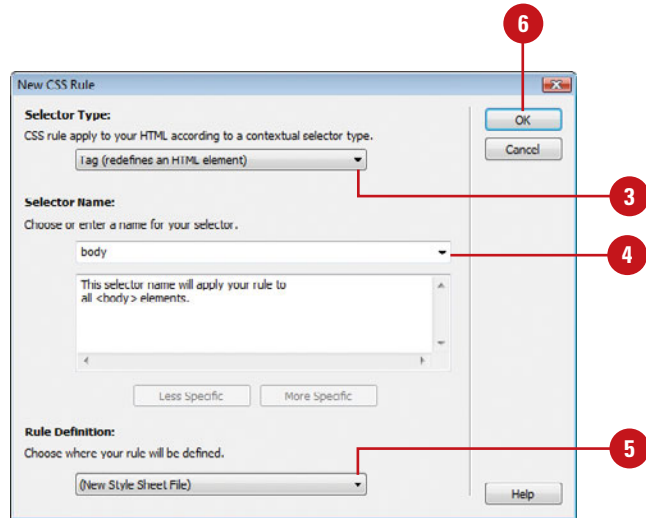 6
New CSS Rule
Selector Type:
CSS rule apply to your HTML according to a contextual selector type.
Tag (redefines an HTML element)
OK
Cancel
3
Selector Name:
Choose or enter a name for your selector.
body
4
This selector name will apply your rule to
all <body> elements.
Less Specific
More Specific
Rule Definition:
Choose where your rule will be defined.
5
(New Style Sheet File)
Help